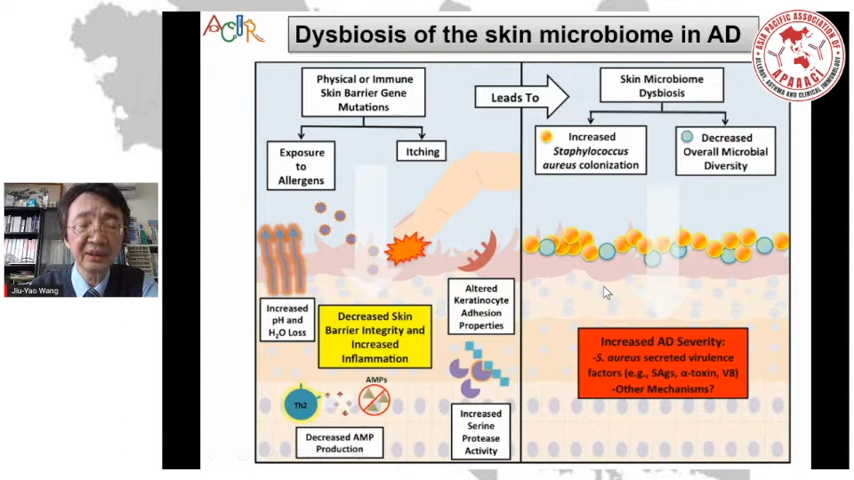 ACIR
Dysbiosis of the skin microbiome in AD
ASIA PACIFIC ASSOCIATION OF
ALLERGY, ASTHMA AND CLINICAL IMMUNOLOGY
APAAACI
Physical or Immune
Skin Barrier Gene
Mutations
Exposure
to
Allergens
Itching
Leads To
Skin Microbiome
Dysbiosis
Increased
Staphylococcus
aureus colonization
Decreased
Overall Microbial
Diversity
Jiu-Yao Wang
Increased
pH and
H₂O Loss
Decreased Skin
Barrier Integrity and
Increased
Inflammation
Altered
Keratinocyte
Adhesion
Properties
Th2
AMPs
Decreased AMP
Production
Increased
Serine
Protease
Activity
Increased AD Severity:
-S. aureus secreted virulence
factors (e.g., SAgs, α-toxin, V8)
-Other Mechanisms?